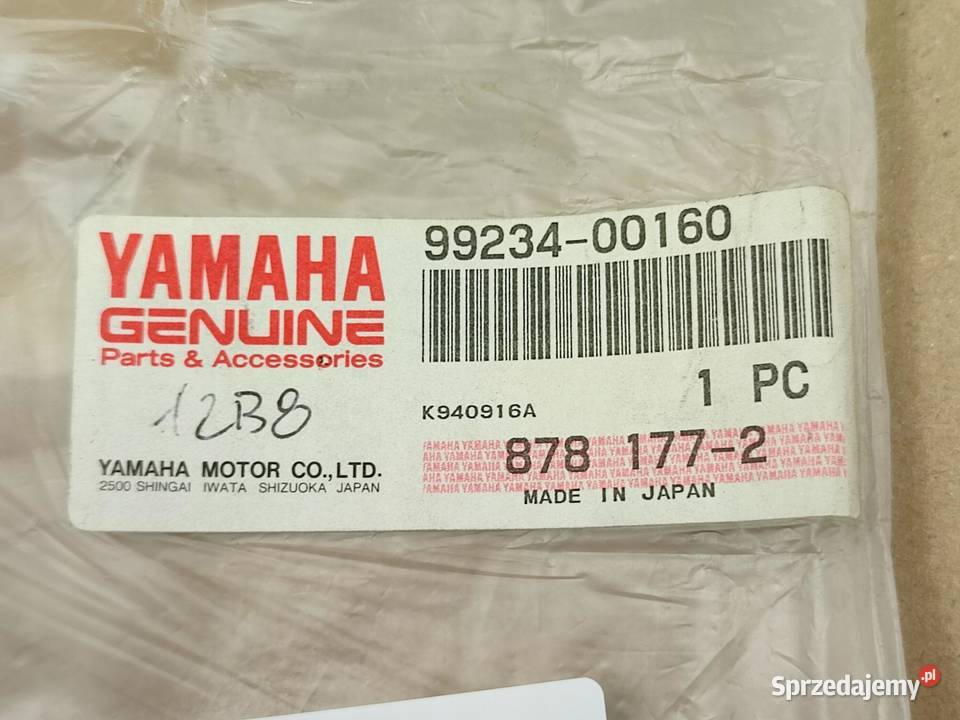 YAMAHA
GENUINE
Parts & Accessories
12B8
YAMAHA MOTOR CO.,LTD.
2500 SHINGAI IWATA SHIZUOKA JAPAN
99234-00160
1 PC
K940916A
878 177-2
MADE IN JAPAN
Sprzedajemy.pl